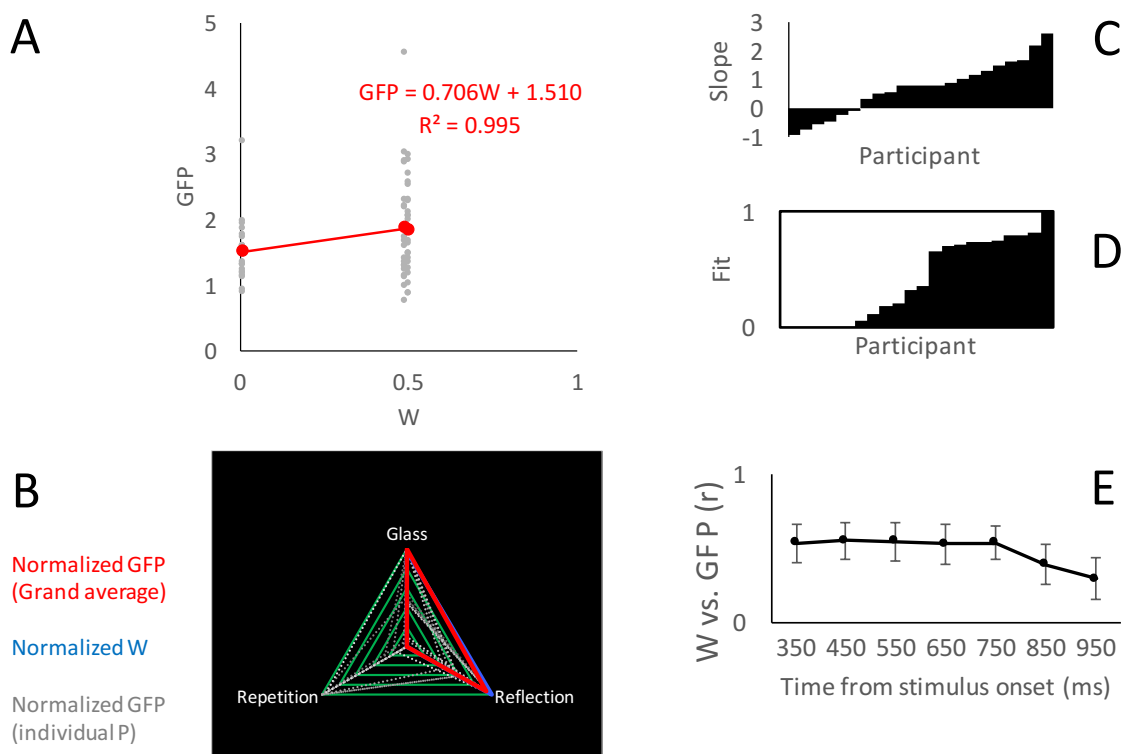 A
5
4
3
2
1
0
GFP
GFP = 0.706W + 1.510
R² = 0.995
0
0.5
1
W
C
3
2
1
0
-1
Slope
Participant
D
1
0
Fit
Participant
B
Normalized GFP
(Grand average)
Normalized W
Normalized GFP
(individual P)
Glass
Repetition
Reflection
E
1
0
W vs. GFP (r)
350 450 550 650 750 850 950
Time from stimulus onset (ms)